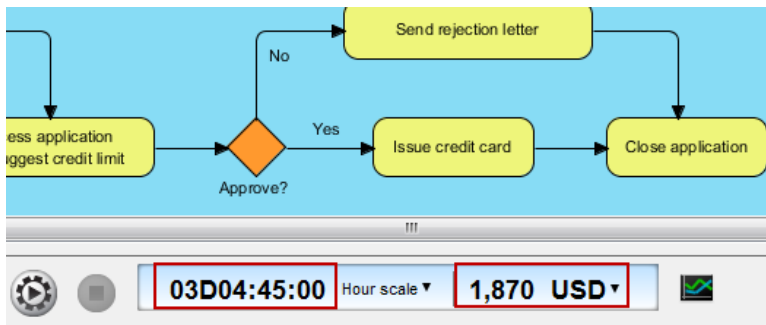 Send rejection letter
No
ess application
uggest credit limit
Yes
Issue credit card
Close application
Approve?
03D04:45:00 Hour scale 1,870 USD